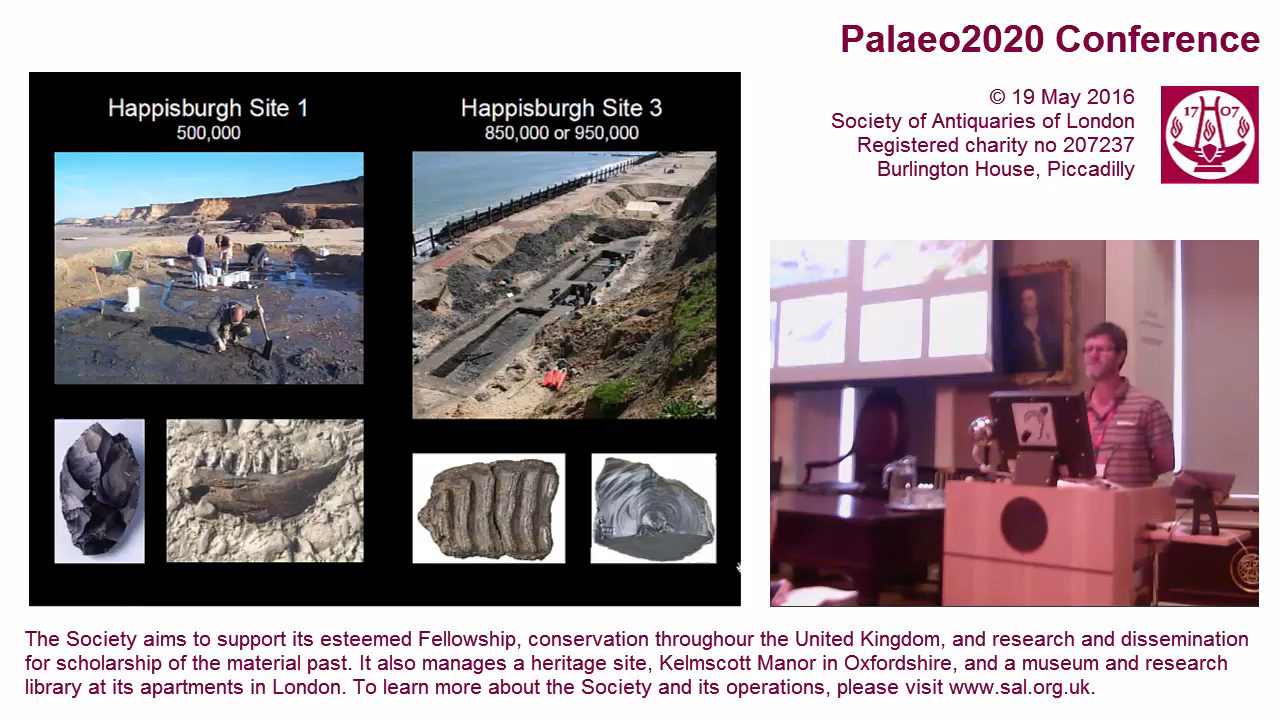 Palaeo2020 Conference
© 19 May 2016
Society of Antiquaries of London
Registered charity no 207237
Burlington House, Piccadilly
17 07
Happisburgh Site 1
500,000
Happisburgh Site 3
850,000 or 950,000
The Society aims to support its esteemed Fellowship, conservation throughour the United Kingdom, and research and dissemination
for scholarship of the material past. It also manages a heritage site, Kelmscott Manor in Oxfordshire, and a museum and research
library at its apartments in London. To learn more about the Society and its operations, please visit www.sal.org.uk.